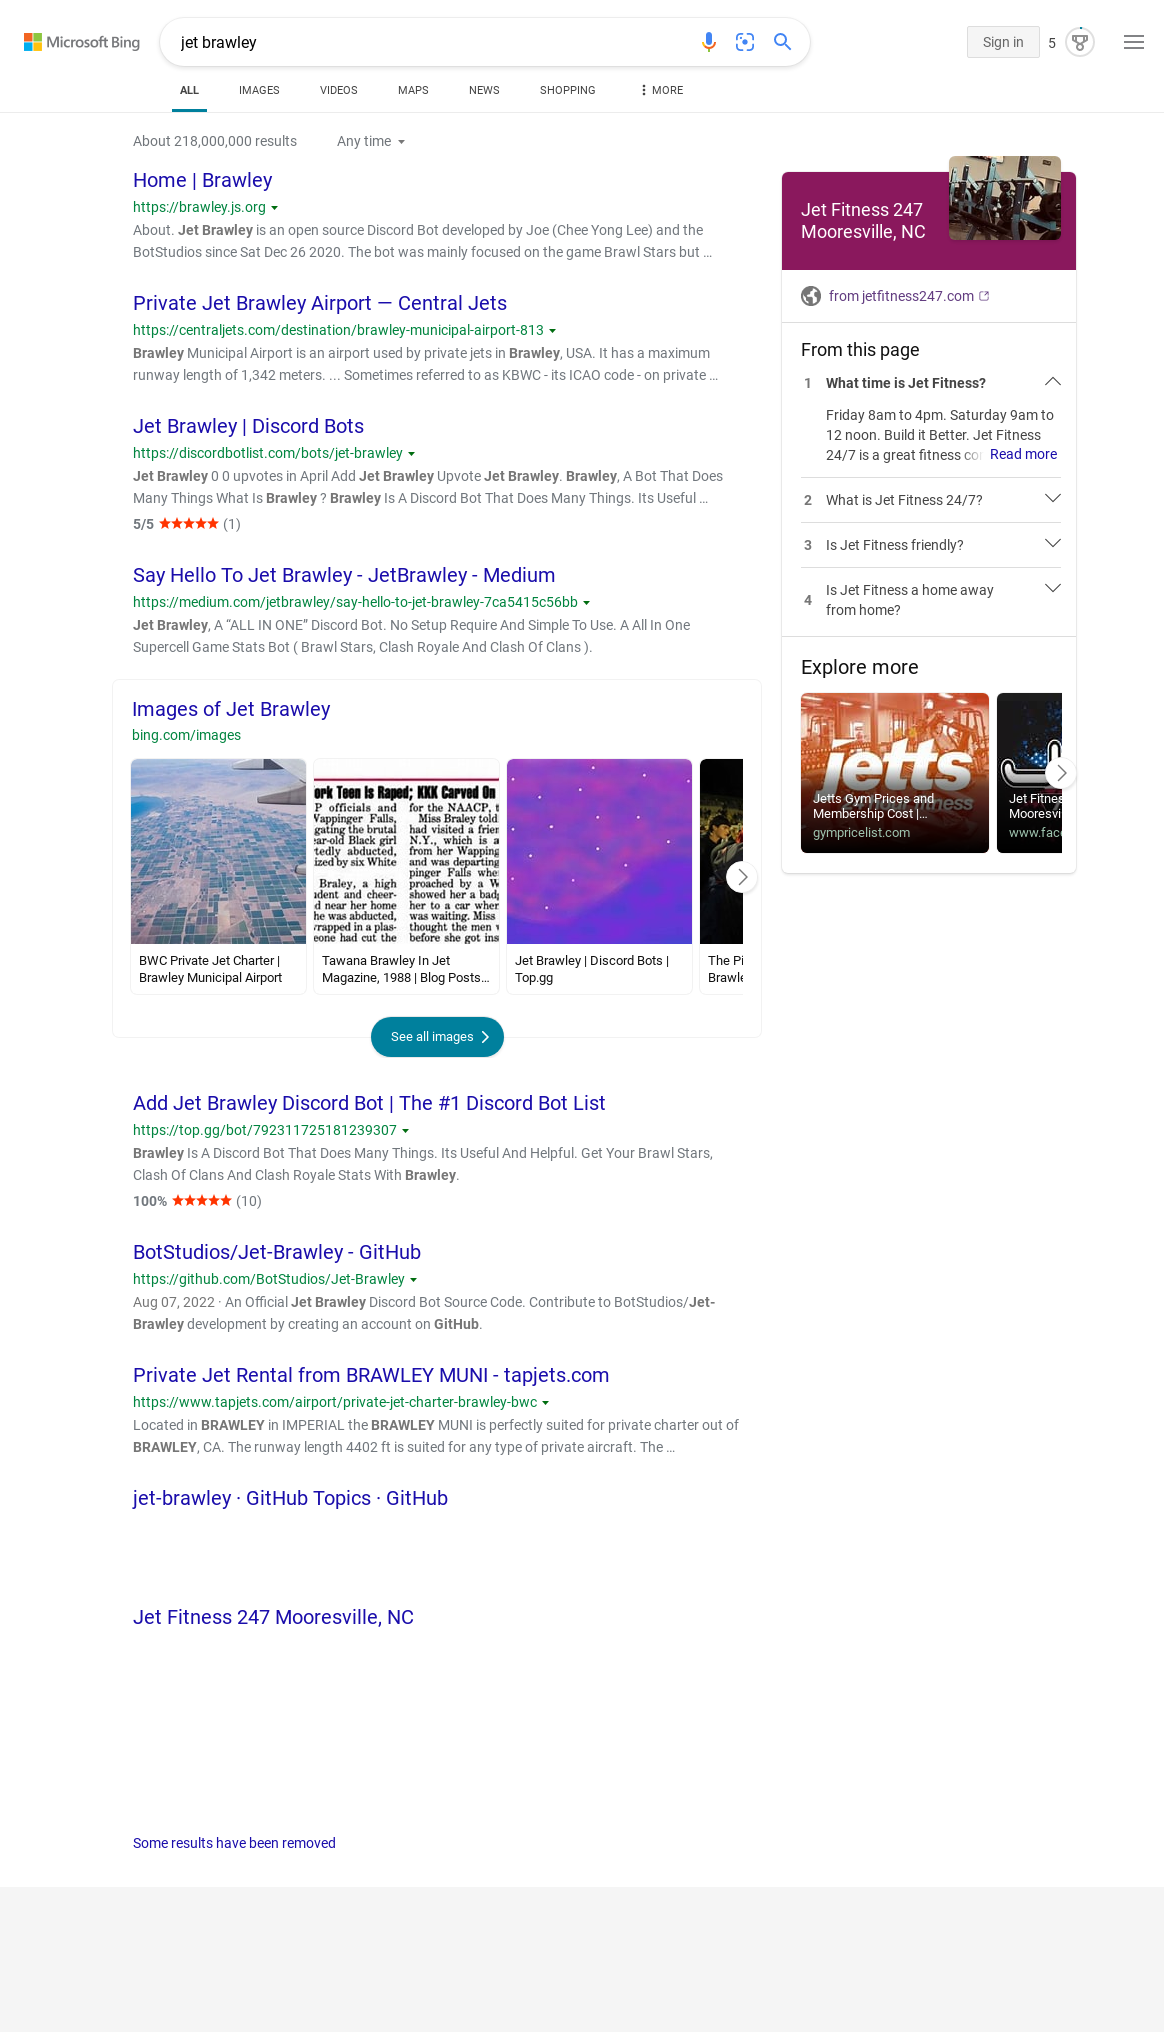 Microsoft Bing
jet brawley
Sign in
5
ALL
IMAGES
VIDEOS
MAPS
NEWS
SHOPPING
MORE
About 218,000,000 results
Any time
Home | Brawley
https://brawley.js.org
About. Jet Brawley is an open source Discord Bot developed by Joe (Chee Yong Lee) and the
BotStudios since Sat Dec 26 2020. The bot was mainly focused on the game Brawl Stars but ...
Private Jet Brawley Airport — Central Jets
https://centraljets.com/destination/brawley-municipal-airport-813
Brawley Municipal Airport is an airport used by private jets in Brawley, USA. It has a maximum
runway length of 1,342 meters. ... Sometimes referred to as KBWC - its ICAO code - on private ...
Jet Brawley | Discord Bots
https://discordbotlist.com/bots/jet-brawley
Jet Brawley 0 0 upvotes in April Add Jet Brawley Upvote Jet Brawley. Brawley, A Bot That Does
Many Things What Is Brawley ? Brawley Is A Discord Bot That Does Many Things. Its Useful ...
5/5 ★★★★★ (1)
Say Hello To Jet Brawley - JetBrawley - Medium
https://medium.com/jetbrawley/say-hello-to-jet-brawley-7ca5415c56bb
Jet Brawley, A “ALL IN ONE” Discord Bot. No Setup Require And Simple To Use. A All In One
Supercell Game Stats Bot ( Brawl Stars, Clash Royale And Clash Of Clans ).
Images of Jet Brawley
bing.com/images
ork Teen Is Raped; KKK Carved On
P officials and
Wappinger Falls,
gating the brutal
ear-old Black girl
rtedly abducted,
ized by six White
Braley, a high
udent and cheer-
d near her home
he was abducted,
wrapped in a plas-
eone had cut the
for the NAACP, t
Miss Braley told
had visited a frien
N.Y., which is a
from her Wapping
and was departing
pinger Falls when
proached by a W
showed her a badg
her to a car when
was waiting. Miss
thought the men w
before she got ins
BWC Private Jet Charter |
Brawley Municipal Airport
Tawana Brawley In Jet
Magazine, 1988 | Blog Posts...
Jet Brawley | Discord Bots |
Top.gg
The Pi
Brawle
See all images
Add Jet Brawley Discord Bot | The #1 Discord Bot List
https://top.gg/bot/792311725181239307
Brawley Is A Discord Bot That Does Many Things. Its Useful And Helpful. Get Your Brawl Stars,
Clash Of Clans And Clash Royale Stats With Brawley.
100% ★★★★★ (10)
BotStudios/Jet-Brawley - GitHub
https://github.com/BotStudios/Jet-Brawley
Aug 07, 2022 · An Official Jet Brawley Discord Bot Source Code. Contribute to BotStudios/Jet-
Brawley development by creating an account on GitHub.
Private Jet Rental from BRAWLEY MUNI - tapjets.com
https://www.tapjets.com/airport/private-jet-charter-brawley-bwc
Located in BRAWLEY in IMPERIAL the BRAWLEY MUNI is perfectly suited for private charter out of
BRAWLEY, CA. The runway length 4402 ft is suited for any type of private aircraft. The ...
jet-brawley · GitHub Topics · GitHub
Jet Fitness 247 Mooresville, NC
Some results have been removed
Jet Fitness 247
Mooresville, NC
from jetfitness247.com
From this page
1 What time is Jet Fitness?
Friday 8am to 4pm. Saturday 9am to
12 noon. Build it Better. Jet Fitness
24/7 is a great fitness co Read more
2 What is Jet Fitness 24/7?
3 Is Jet Fitness friendly?
4 Is Jet Fitness a home away
from home?
Explore more
jetts
Jetts Gym Prices and
Membership Cost |...
gympricelist.com
Jet Fitnes
Mooresvi
www.face